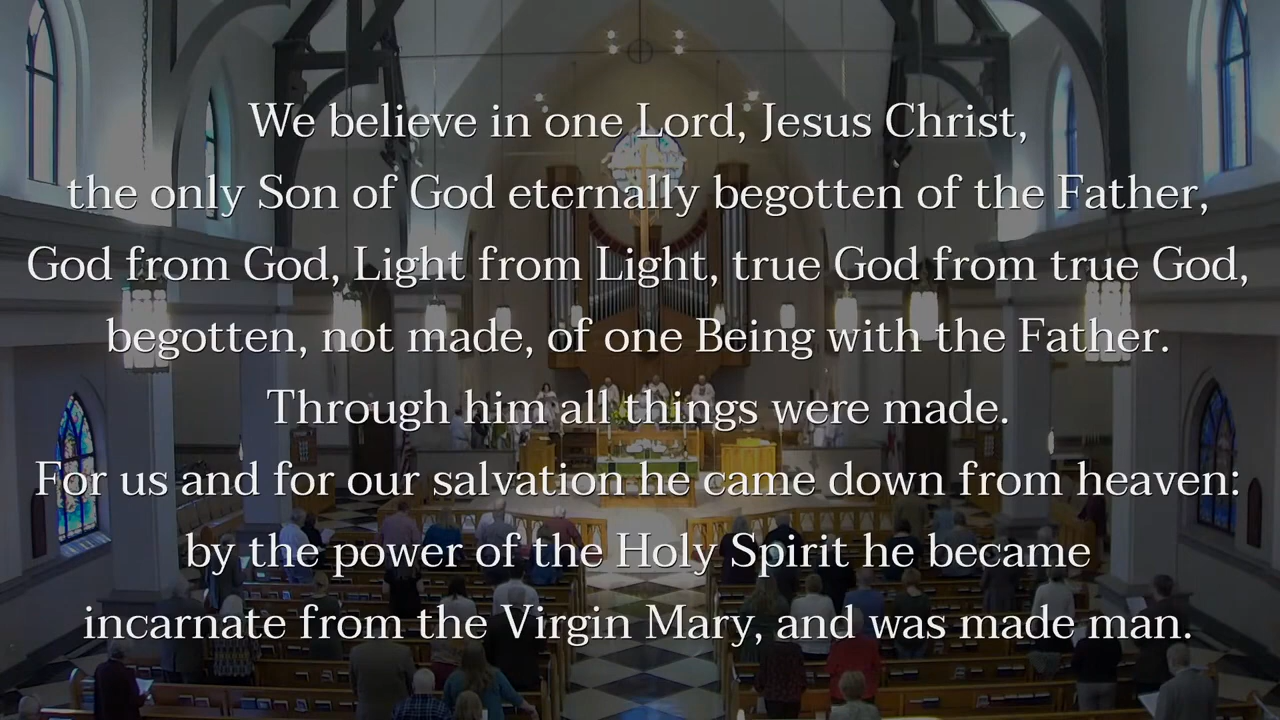 We believe in one Lord, Jesus Christ,
the only Son of God eternally begotten of the Father,
God from God, Light from Light, true God from true God,
begotten, not made, of one Being with the Father.
Through him all things were made.
For us and for our salvation he came down from heaven:
by the power of the Holy Spirit he became
incarnate from the Virgin Mary, and was made man.